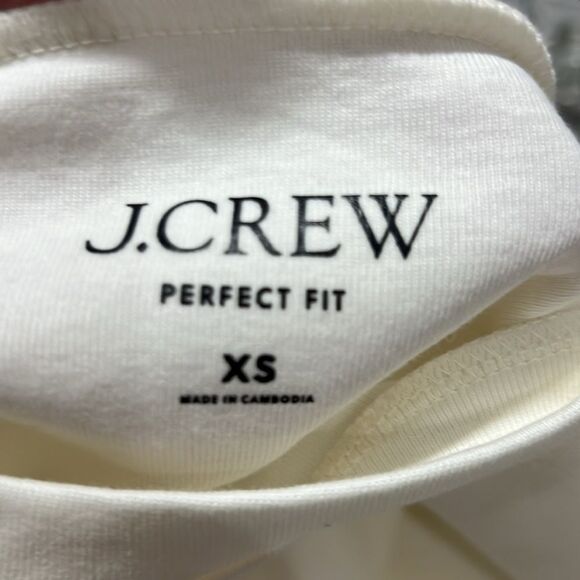 J.CREW
PERFECT FIT
XS
MADE IN CAMBODIA